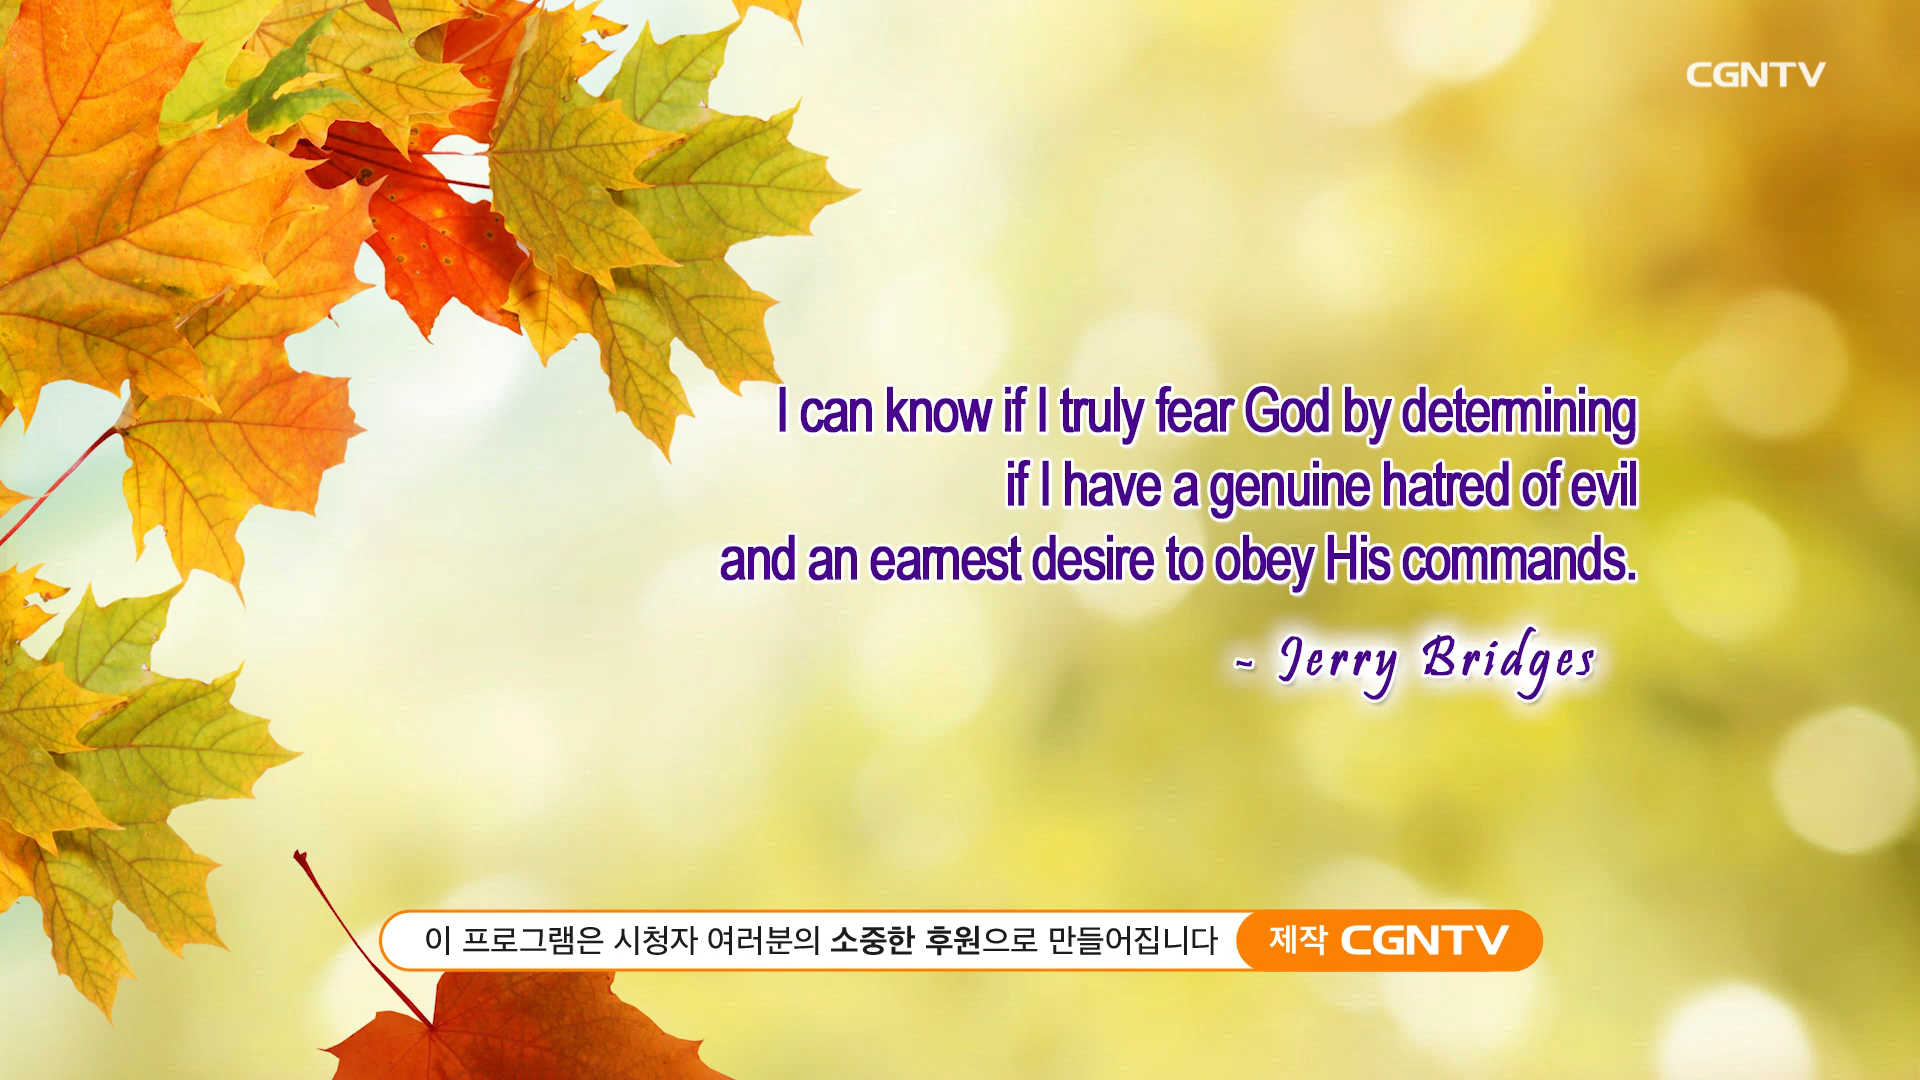 CGNTV
I can know if I truly fear God by determining
if I have a genuine hatred of evil
and an earnest desire to obey His commands.
- Jerry Bridges
이 프로그램은 시청자 여러분의 소중한 후원으로 만들어집니다 제작 CGNTV